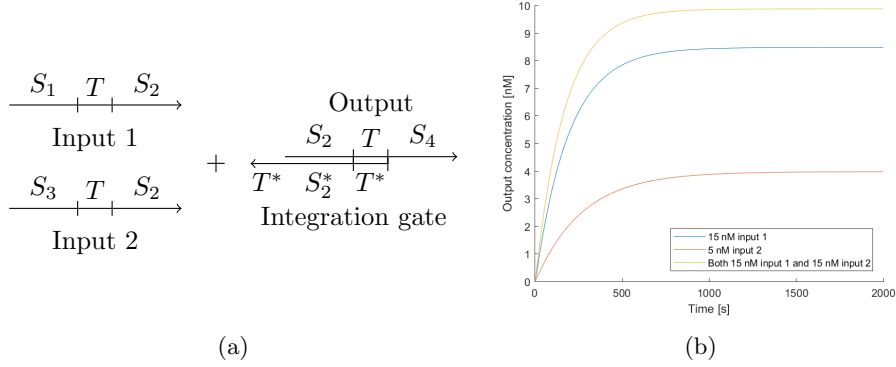 S₁ T S₂
Input 1
S₃ T S₂
Input 2
+
Output
S₂ T S₄
T* S₂* T*
Integration gate
(a)
Output concentration [nM]
10
9
8
7
6
5
4
3
2
1
0
0 500 1000 1500 2000
Time [s]
15 nM input 1
5 nM input 2
Both 15 nM input 1 and 15 nM input 2
(b)